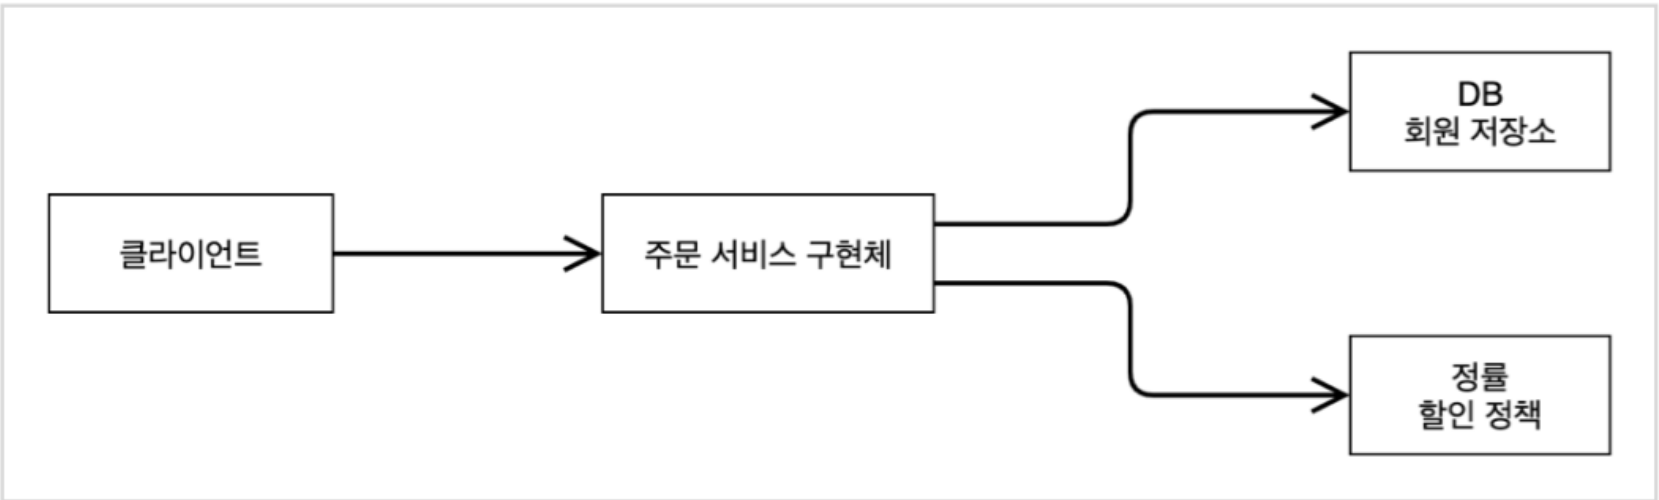 클라이언트
주문 서비스 구현체
DB
회원 저장소
정률
할인 정책